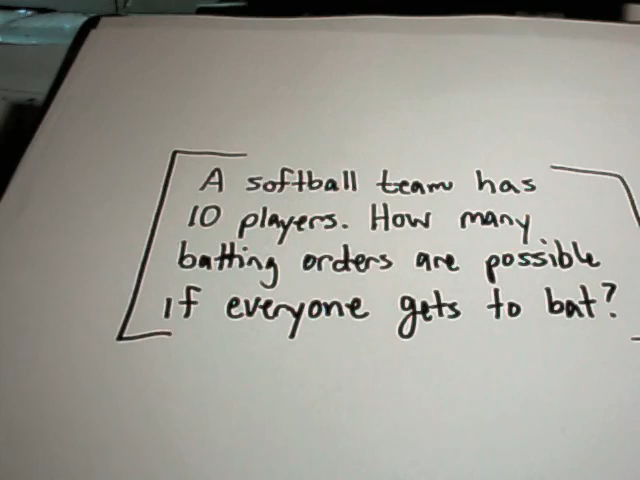 A softball team has
10 players. How many
batting orders are possible
if everyone gets to bat?